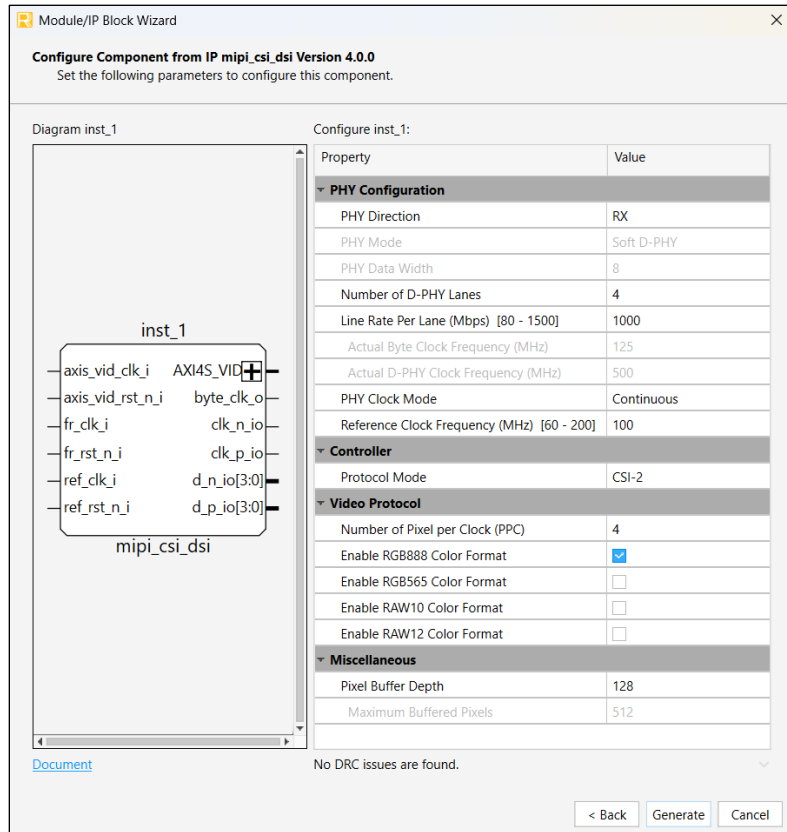 Module/IP Block Wizard
Configure Component from IP mipi_csi_dsi Version 4.0.0
Set the following parameters to configure this component.
Diagram inst_1
inst_1
axis_vid_clk_i AXI4S_VID
axis_vid_rst_n_i byte_clk_o
fr_clk_i clk_n_io
fr_rst_n_i clk_p_io
ref_clk_i d_n_io[3:0]
ref_rst_n_i d_p_io[3:0]
mipi_csi_dsi
Document
Configure inst_1:
Property Value
PHY Configuration
PHY Direction RX
PHY Mode Soft D-PHY
PHY Data Width 8
Number of D-PHY Lanes 4
Line Rate Per Lane (Mbps) [80 - 1500] 1000
Actual Byte Clock Frequency (MHz) 125
Actual D-PHY Clock Frequency (MHz) 500
PHY Clock Mode Continuous
Reference Clock Frequency (MHz) [60 - 200] 100
Controller
Protocol Mode CSI-2
Video Protocol
Number of Pixel per Clock (PPC) 4
Enable RGB888 Color Format
Enable RGB565 Color Format
Enable RAW10 Color Format
Enable RAW12 Color Format
Miscellaneous
Pixel Buffer Depth 128
Maximum Buffered Pixels 512
No DRC issues are found.
< Back Generate Cancel